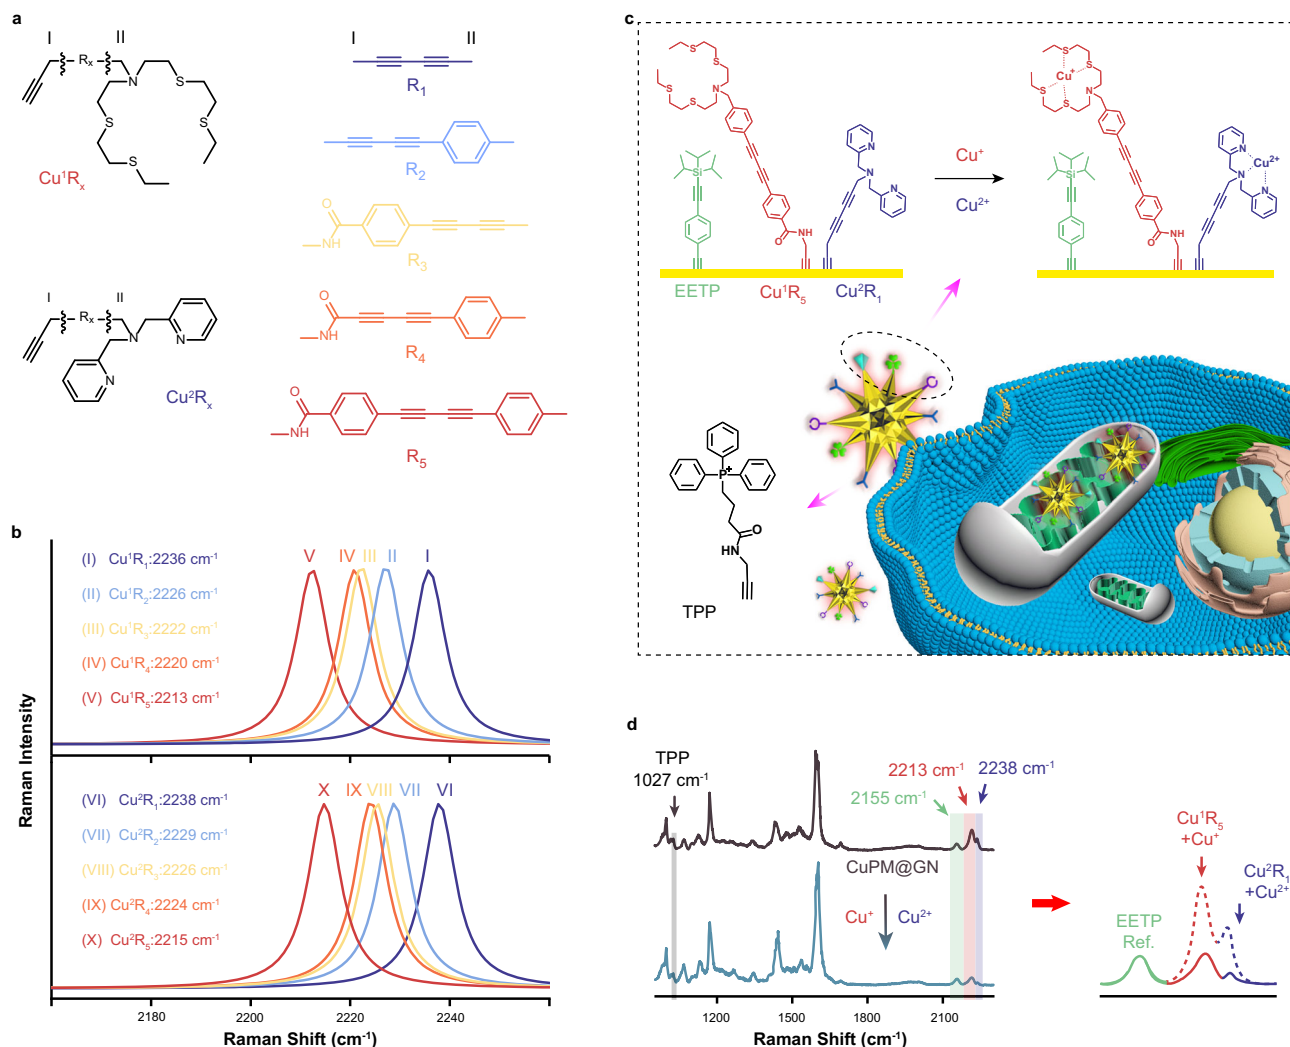 a
I
II
Rₓ
N
S
S
S
S
Cu¹Rₓ
I
II
Rₓ
N
N
N
Cu²Rₓ
I
II
R₁
R₂
O
NH
R₃
O
NH
R₄
O
NH
R₅
b
(I) Cu¹R₁:2236 cm⁻¹
(II) Cu¹R₂:2226 cm⁻¹
(III) Cu¹R₃:2222 cm⁻¹
(IV) Cu¹R₄:2220 cm⁻¹
(V) Cu¹R₅:2213 cm⁻¹
V IV III II I
(VI) Cu²R₁:2238 cm⁻¹
(VII) Cu²R₂:2229 cm⁻¹
(VIII) Cu²R₃:2226 cm⁻¹
(IX) Cu²R₄:2224 cm⁻¹
(X) Cu²R₅:2215 cm⁻¹
X IX VIII VII VI
Raman Intensity
2180 2200 2220 2240
Raman Shift (cm⁻¹)
c
S
S
S
S
N
Si
O
NH
N
N
N
EETP
Cu¹R₅
Cu²R₁
Cu⁺
Cu²⁺
S
S
S
S
Cu⁺
N
Si
O
NH
N
N
N
Cu²⁺
P⁺
O
HN
TPP
d
TPP
1027 cm⁻¹
2213 cm⁻¹
2238 cm⁻¹
2155 cm⁻¹
CuPM@GN
Cu⁺
Cu²⁺
1200 1500 1800 2100
Raman Shift (cm⁻¹)
Cu¹R₅
+Cu⁺
Cu²R₁
+Cu²⁺
EETP
Ref.